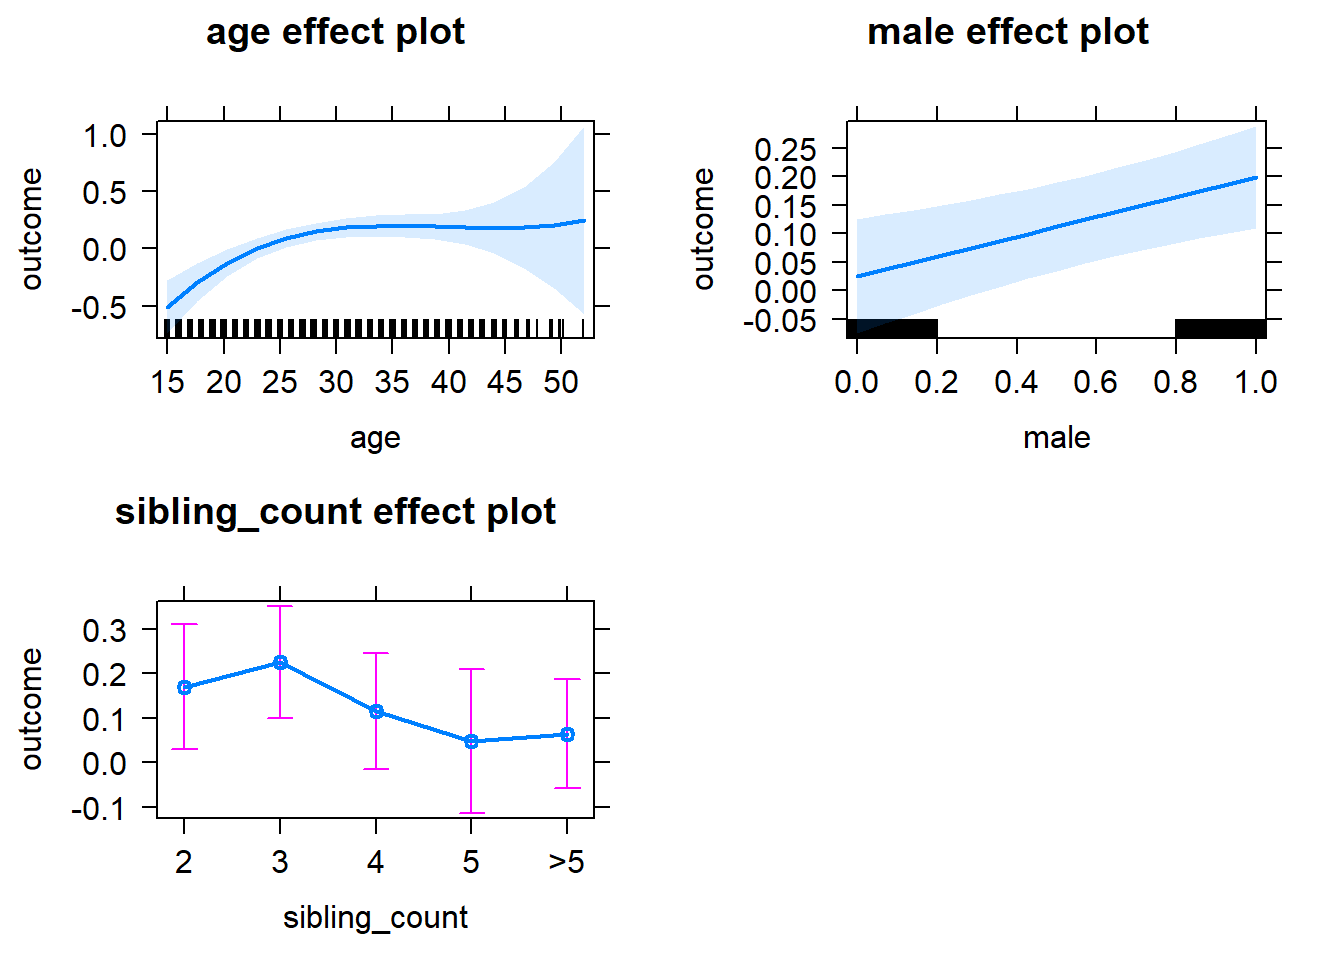 age effect plot
outcome
1.0
0.5
0.0
-0.5
15 20 25 30 35 40 45 50
age
male effect plot
outcome
0.25
0.20
0.15
0.10
0.05
0.00
-0.05
0.0 0.2 0.4 0.6 0.8 1.0
male
sibling_count effect plot
outcome
0.3
0.2
0.1
0.0
-0.1
2 3 4 5 >5
sibling_count